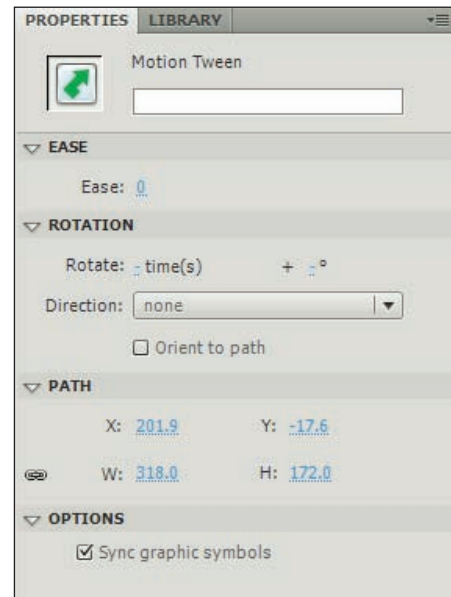 PROPERTIES LIBRARY
Motion Tween
EASE
Ease: 0
ROTATION
Rotate: - time(s) + - °
Direction: none
Orient to path
PATH
X: 201.9 Y: -17.6
W: 318.0 H: 172.0
OPTIONS
Sync graphic symbols